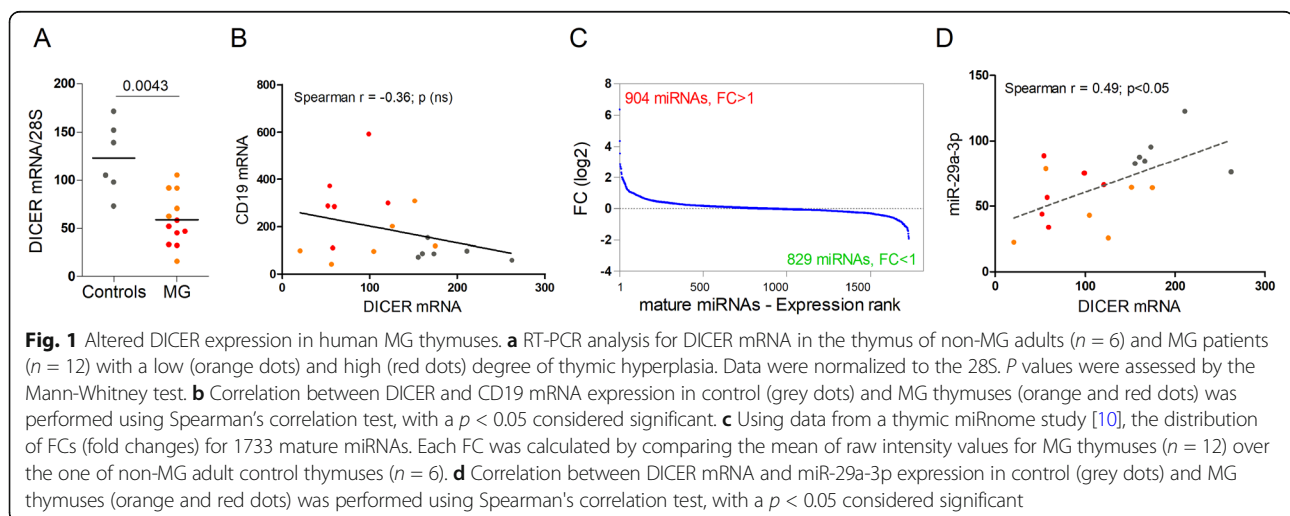 A
B
C
D
0.0043
DICER mRNA/28S
200
150
100
50
0
Controls
MG
Spearman r = -0.36; p (ns)
CD19 mRNA
800
600
400
200
0
0
100
200
300
DICER mRNA
904 miRNAs, FC>1
829 miRNAs, FC<1
FC (log2)
8
4
0
-4
1
500
1000
1500
mature miRNAs - Expression rank
Spearman r = 0.49; p<0.05
miR-29a-3p
150
100
50
0
0
100
200
300
DICER mRNA
Fig. 1 Altered DICER expression in human MG thymuses. a RT-PCR analysis for DICER mRNA in the thymus of non-MG adults (n = 6) and MG patients
(n = 12) with a low (orange dots) and high (red dots) degree of thymic hyperplasia. Data were normalized to the 28S. P values were assessed by the
Mann-Whitney test. b Correlation between DICER and CD19 mRNA expression in control (grey dots) and MG thymuses (orange and red dots) was
performed using Spearman's correlation test, with a p < 0.05 considered significant. c Using data from a thymic miRnome study [10], the distribution
of FCs (fold changes) for 1733 mature miRNAs. Each FC was calculated by comparing the mean of raw intensity values for MG thymuses (n = 12) over
the one of non-MG adult control thymuses (n = 6). d Correlation between DICER mRNA and miR-29a-3p expression in control (grey dots) and MG
thymuses (orange and red dots) was performed using Spearman's correlation test, with a p < 0.05 considered significant